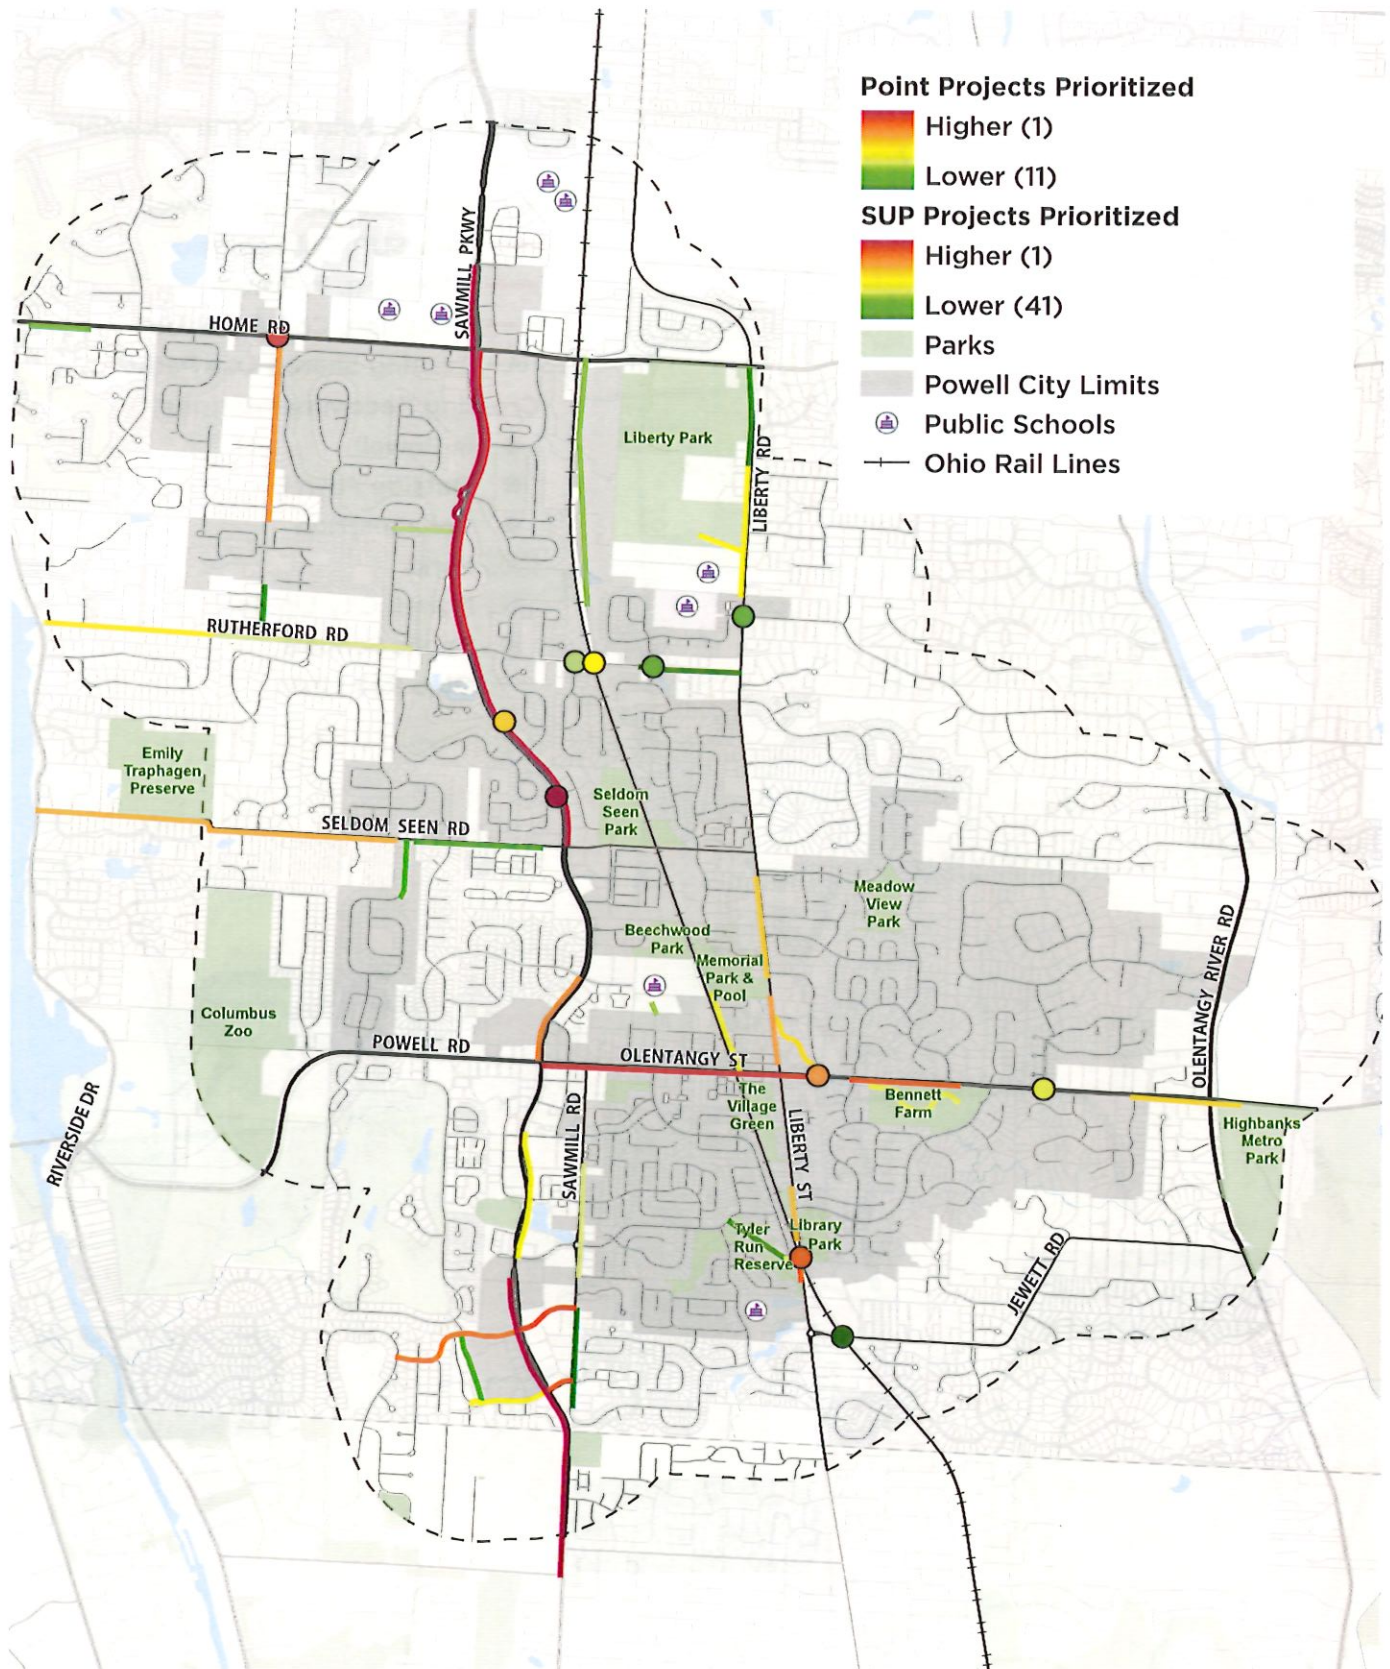 Point Projects Prioritized
Higher (1)
Lower (11)
SUP Projects Prioritized
Higher (1)
Lower (41)
Parks
Powell City Limits
Public Schools
Ohio Rail Lines
SAWMILL PKWY
HOME RD
Liberty Park
LIBERTY RD
RUTHERFORD RD
Emily
Traphagen
Preserve
Seldom
Seen
Park
SELDOM SEEN RD
Meadow
View
Park
Beechwood
Park
Memorial
Park &
Pool
OLENTANGY RIVER RD
Columbus
Zoo
POWELL RD
OLENTANGY ST
The
Village
Green
Bennett
Farm
RIVERSIDE DR
SAWMILL RD
LIBERTY ST
Highbanks
Metro
Park
Tyler
Run
Reserve
Library
Park
JEWETT RD